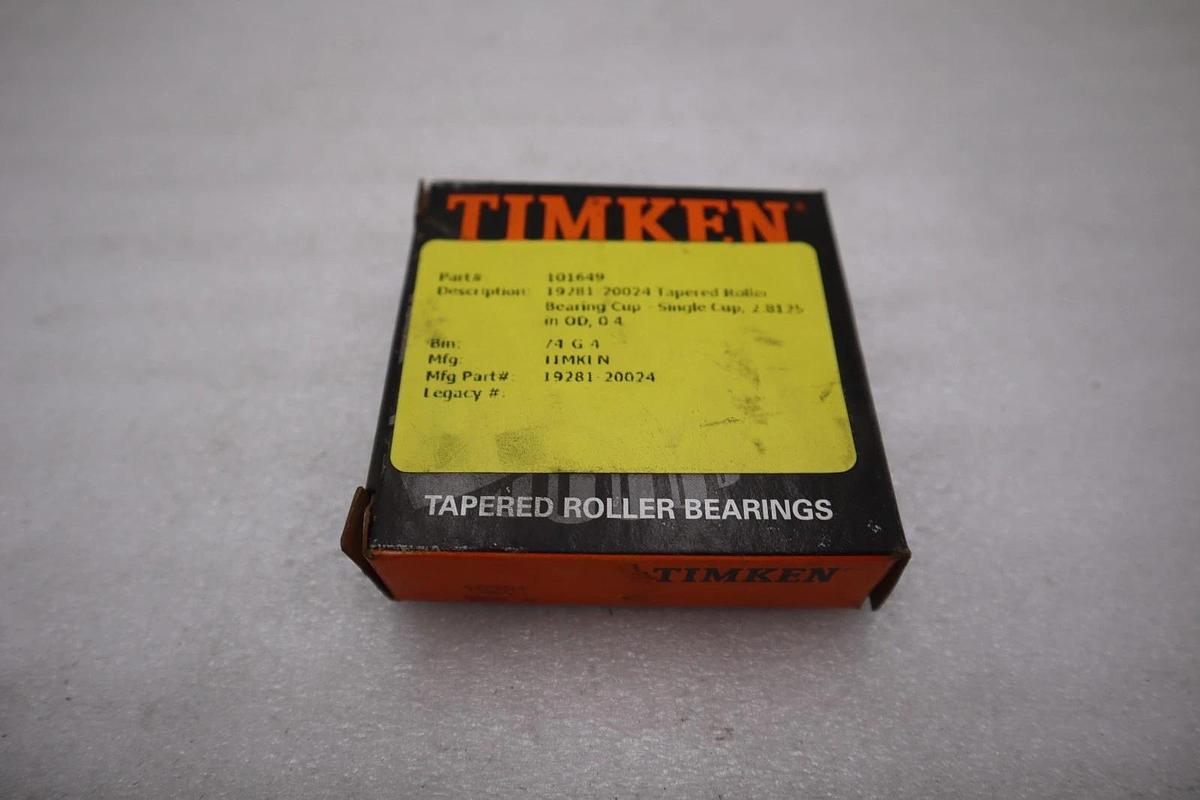 TIMKEN
Part# 101649
Description: 19281-20024 Tapered Roller
Bearing Cup - Single Cup, 2.8125
in OD, 0.4
Bin: 74 G 4
Mfg: TIMKEN
Mfg Part#: 19281-20024
Legacy #:
TAPERED ROLLER BEARINGS
TIMKEN